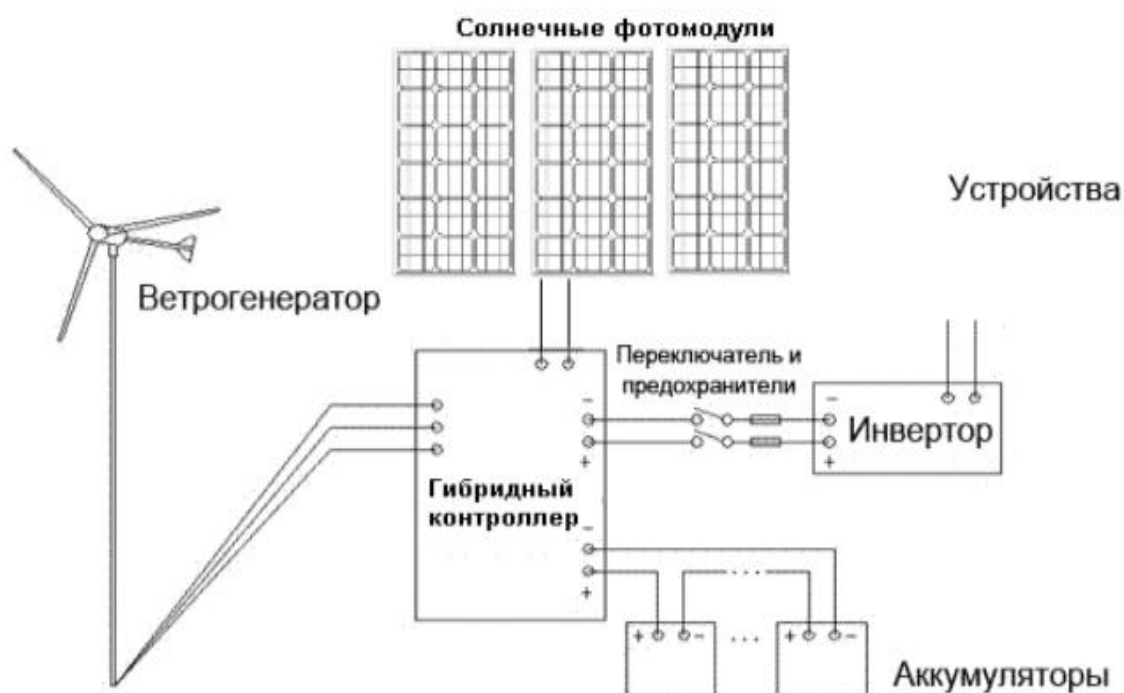 Солнечные фотомодули
Устройства
Ветрогенератор
Переключатель и
предохранители
-
-
Инвертор
+
+
Гибридный
контроллер
-
+
+ - ... + -
Аккумуляторы